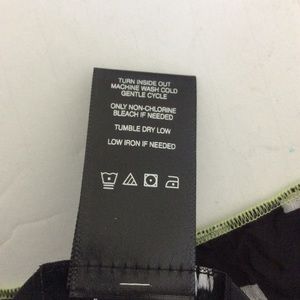 TURN INSIDE OUT
MACHINE WASH COLD
GENTLE CYCLE
ONLY NON-CHLORINE
BLEACH IF NEEDED
TUMBLE DRY LOW
LOW IRON IF NEEDED